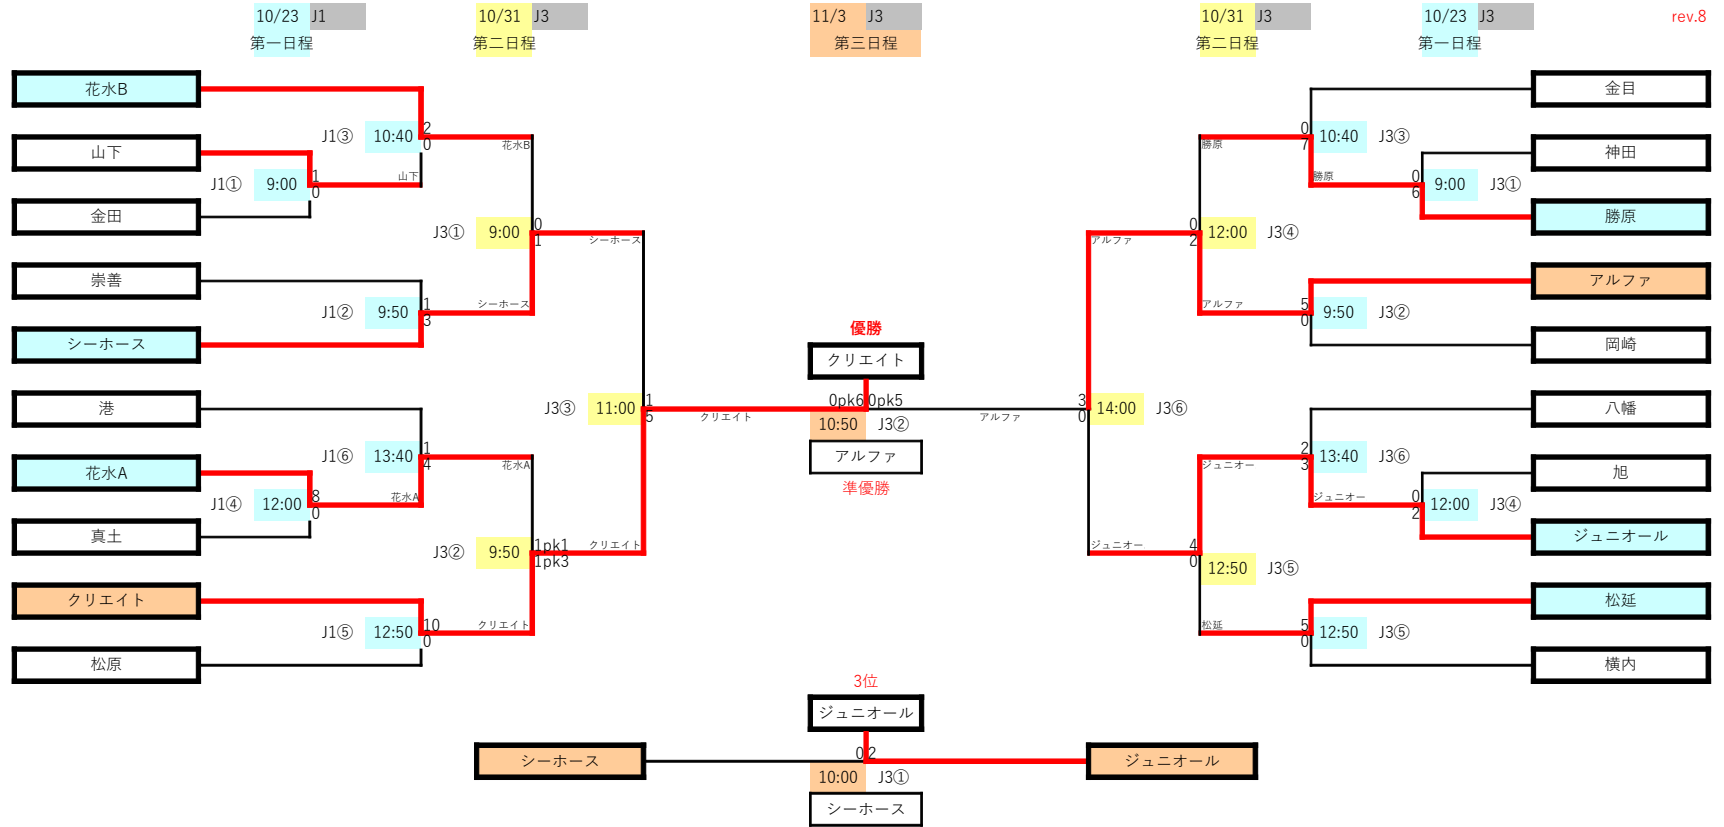 10/23 J1
第一日程
10/31 J3
第二日程
11/3 J3
第三日程
10/31 J3
第二日程
10/23 J3
第一日程
rev.8
花水B
山下
金田
崇善
シーホース
港
花水A
真土
クリエイト
松原
J1③ 10:40
2
0
花水B
J1① 9:00
1
0
山下
J1② 9:50
1
3
シーホース
J3① 9:00
0
1
シーホース
J1⑥ 13:40
1
4
花水A
J1④ 12:00
8
0
花水A
J3② 9:50
1pk1
1pk3
クリエイト
J1⑤ 12:50
10
0
クリエイト
J3③ 11:00
1
5
クリエイト
優勝
クリエイト
0pk6 0pk5
10:50 J3②
アルファ
準優勝
アルファ
3
0
14:00 J3⑥
アルファ
0
2
12:00 J3④
勝原
0
7
10:40 J3③
勝原
0
6
9:00 J3①
アルファ
5
0
9:50 J3②
ジュニオー
4
0
12:50 J3⑤
ジュニオー
2
3
13:40 J3⑥
ジュニオー
0
2
12:00 J3④
松延
5
0
12:50 J3⑤
金目
神田
勝原
アルファ
岡崎
八幡
旭
ジュニオール
松延
横内
3位
ジュニオール
シーホース
0 2
ジュニオール
10:00 J3①
シーホース